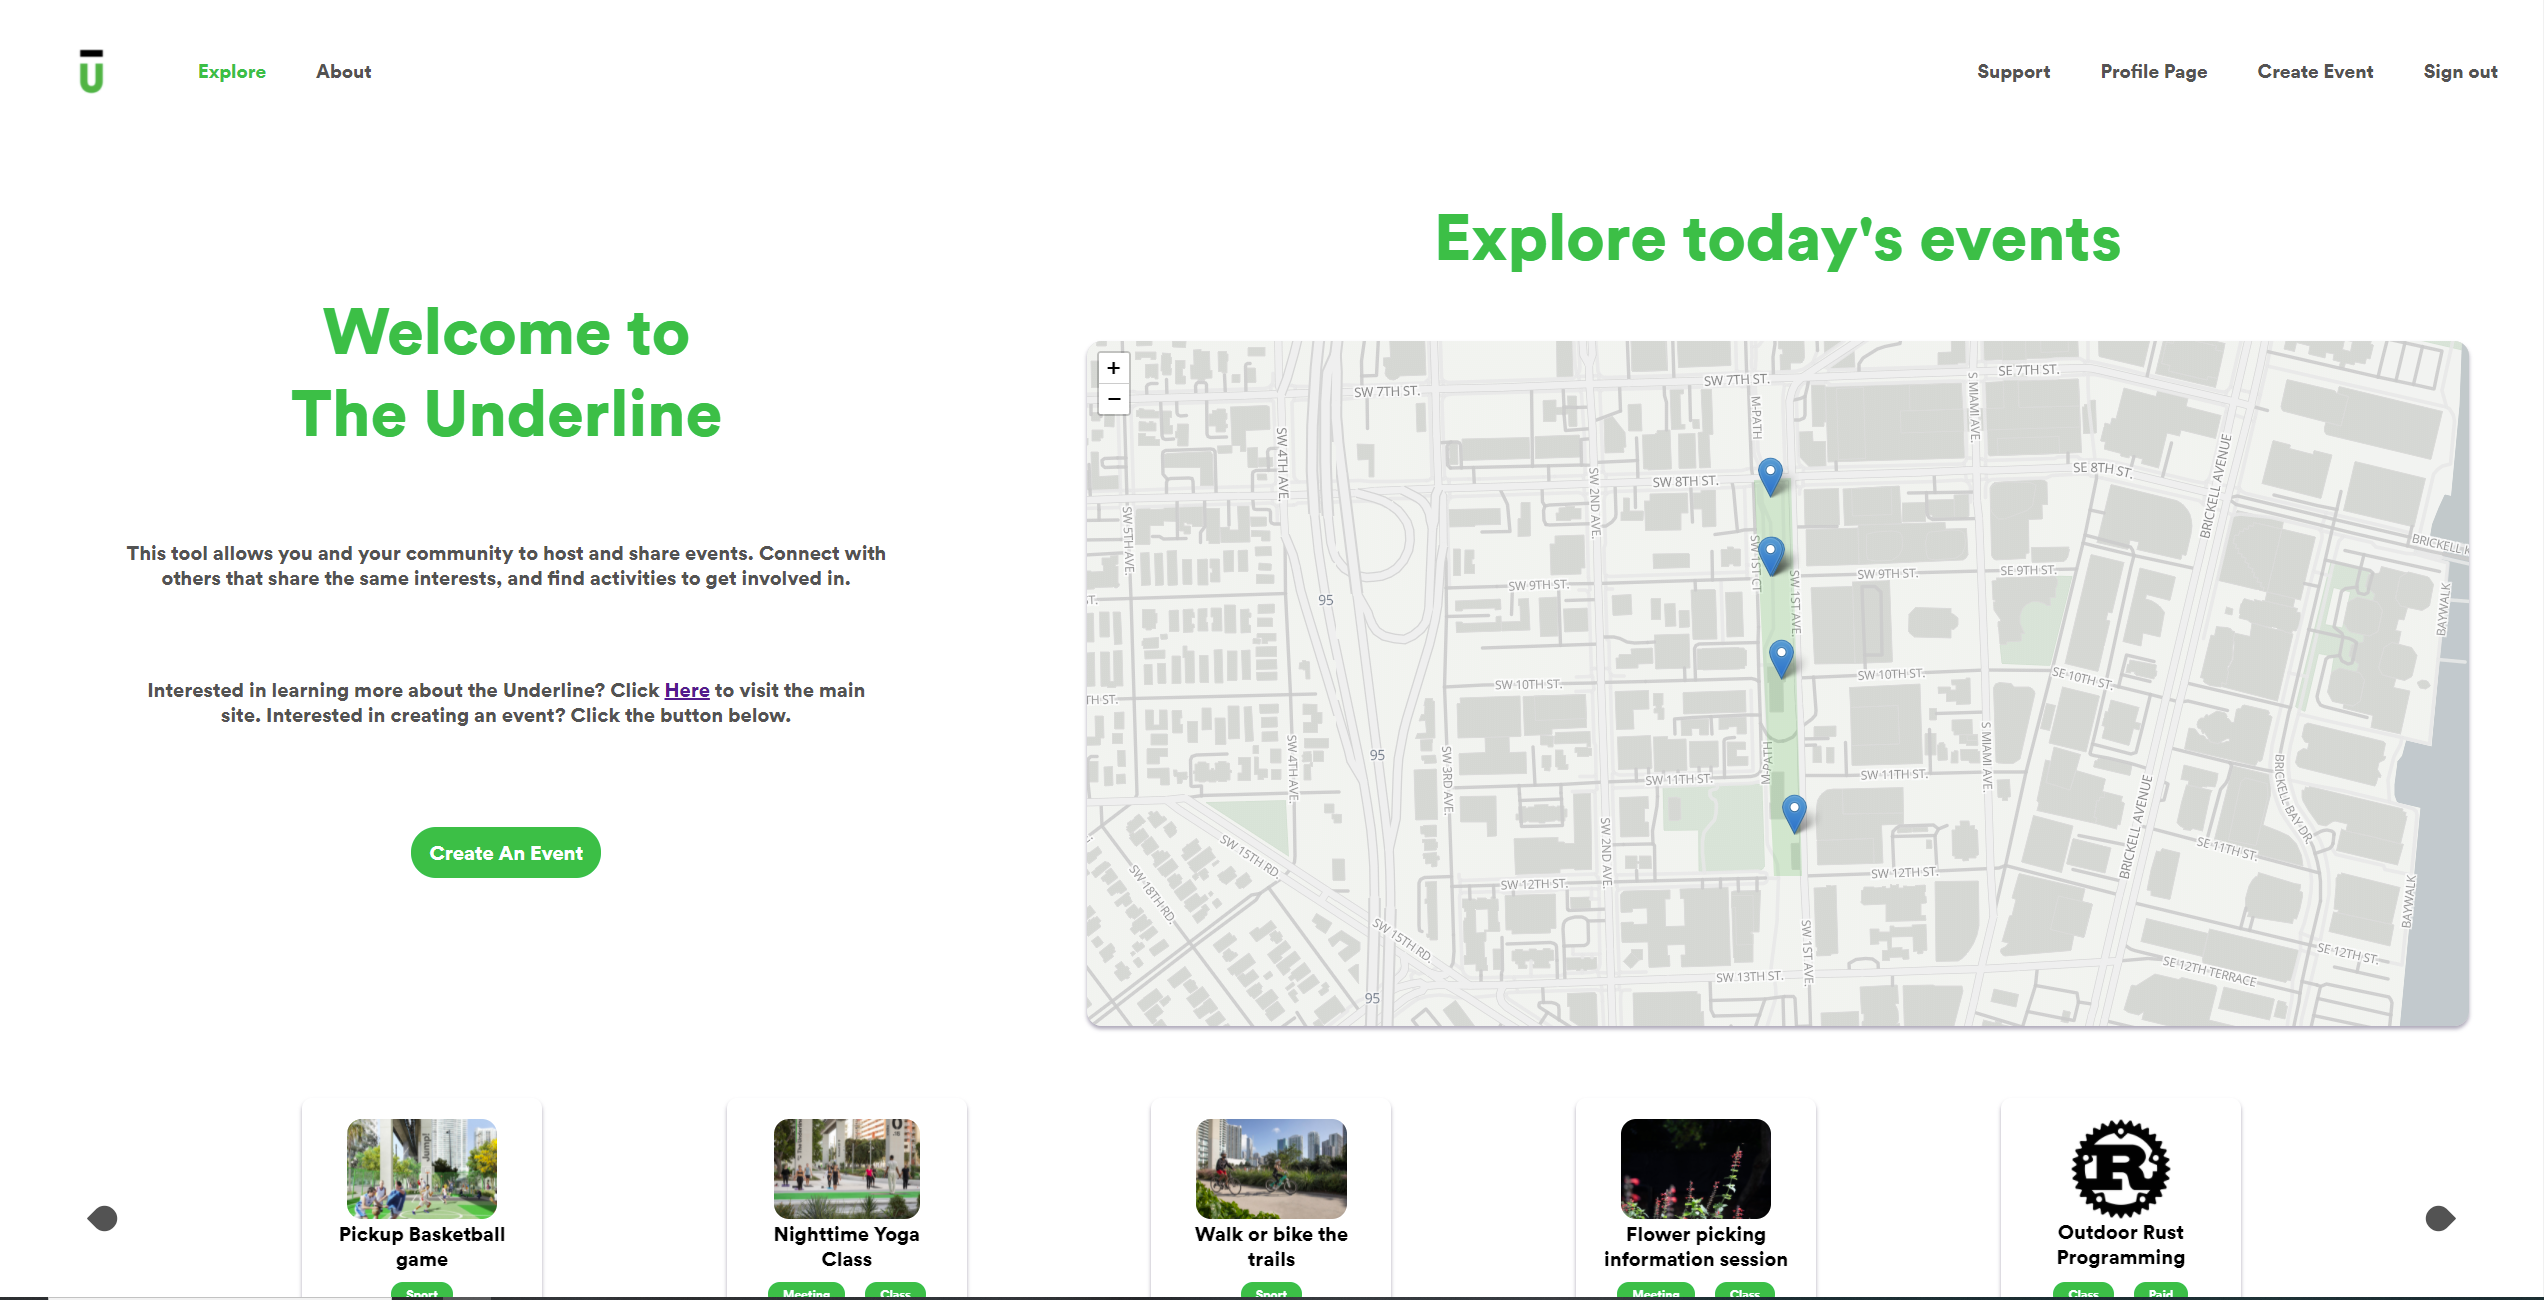 U
Explore
About
Support
Profile Page
Create Event
Sign out
Welcome to
The Underline
This tool allows you and your community to host and share events. Connect with
others that share the same interests, and find activities to get involved in.
Interested in learning more about the Underline? Click Here to visit the main
site. Interested in creating an event? Click the button below.
Create An Event
Explore today's events
+
−
SW 7TH ST.
SW 7TH ST.
SE 7TH ST.
M-PATH
S MIAMI AVE.
SW 4TH AVE.
SW 2ND AVE.
SW 8TH ST.
SE 8TH ST.
BRICKELL AVENUE
SW 5TH AVE.
SW 1ST CT
BRICKELL K
SW 9TH ST.
SW 1ST AVE.
SW 9TH ST.
SE 9TH ST.
95
T.
BAYWALK
SW 10TH ST.
SW 10TH ST.
SE 10TH ST.
TH ST.
SW 4TH AVE.
95
SW 3RD AVE.
M-PATH
SW 11TH ST.
SW 11TH ST.
S MIAMI AVE.
BRICKELL AVENUE
BRICKELL BAY DR.
SW 15TH RD.
SW 2ND AVE.
SE 11TH ST.
SW 18TH RD.
SW 12TH ST.
SW 12TH ST.
BAYWALK
SW 15TH RD.
SW 1ST AVE.
SE 12TH ST.
SW 13TH ST.
SE 12TH TERRACE
95
Jump!
Pickup Basketball
game
Sport
Nighttime Yoga
Class
Meeting
Class
Walk or bike the
trails
Sport
Flower picking
information session
Meeting
Class
R
Outdoor Rust
Programming
Class
Paid